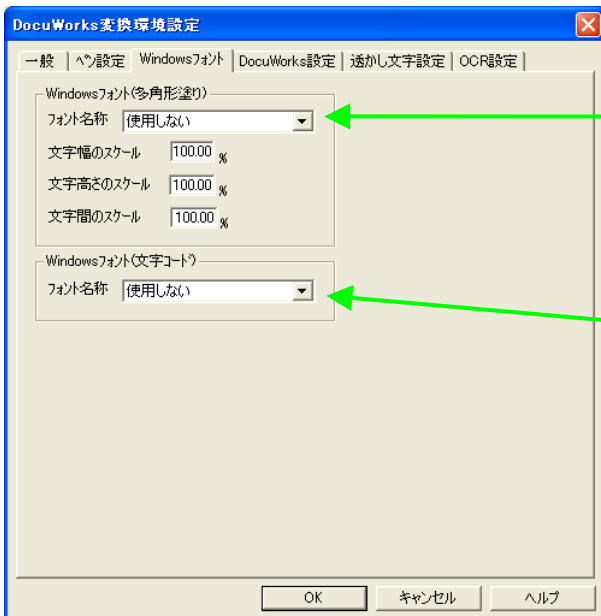 DocuWorks変換環境設定
一般 ペン設定 Windowsフォント DocuWorks設定 透かし文字設定 OCR設定
Windowsフォント(多角形塗り)
フォント名称 使用しない
文字幅のスケール 100.00 %
文字高さのスケール 100.00 %
文字間のスケール 100.00 %
Windowsフォント(文字コード)
フォント名称 使用しない
OK キャンセル ヘルプ